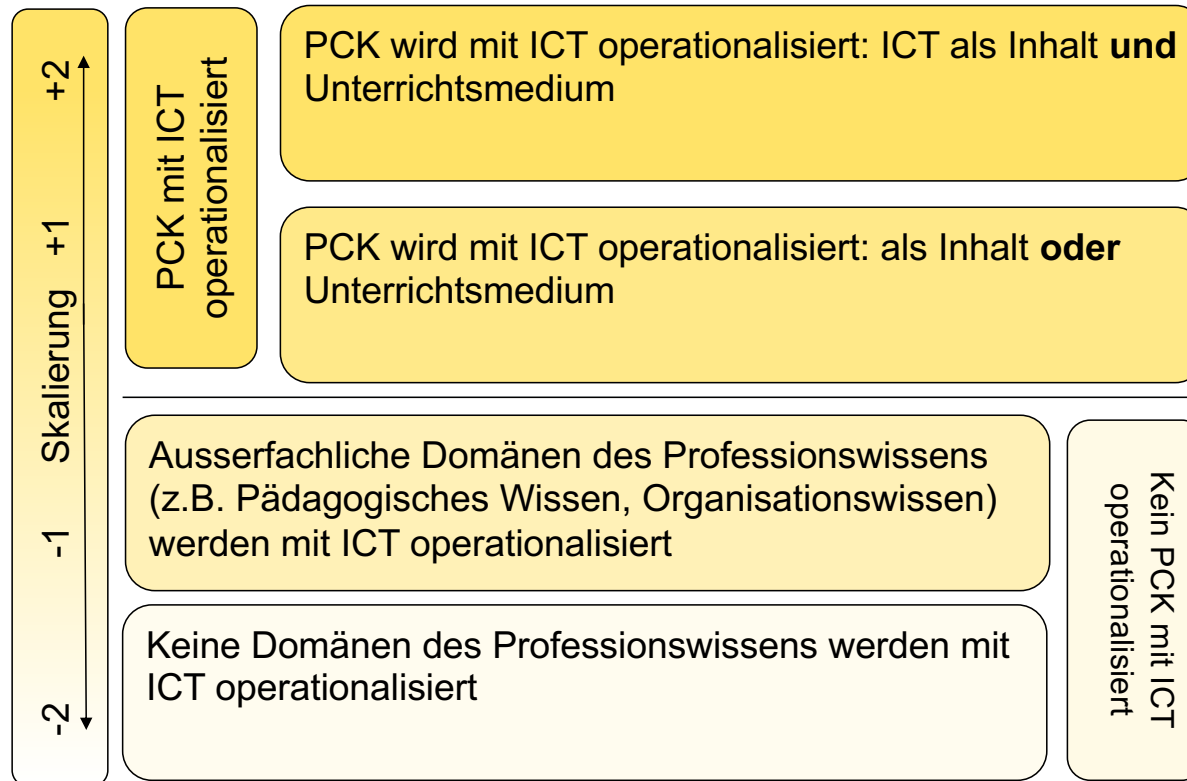 +2
+1
Skalierung
-1
-2
PCK mit ICT
operationalisiert
PCK wird mit ICT operationalisiert: ICT als Inhalt und
Unterrichtsmedium
PCK wird mit ICT operationalisiert: als Inhalt oder
Unterrichtsmedium
Ausserfachliche Domänen des Professionswissens
(z.B. Pädagogisches Wissen, Organisationswissen)
werden mit ICT operationalisiert
Keine Domänen des Professionswissens werden mit
ICT operationalisiert
Kein PCK mit ICT
operationalisiert